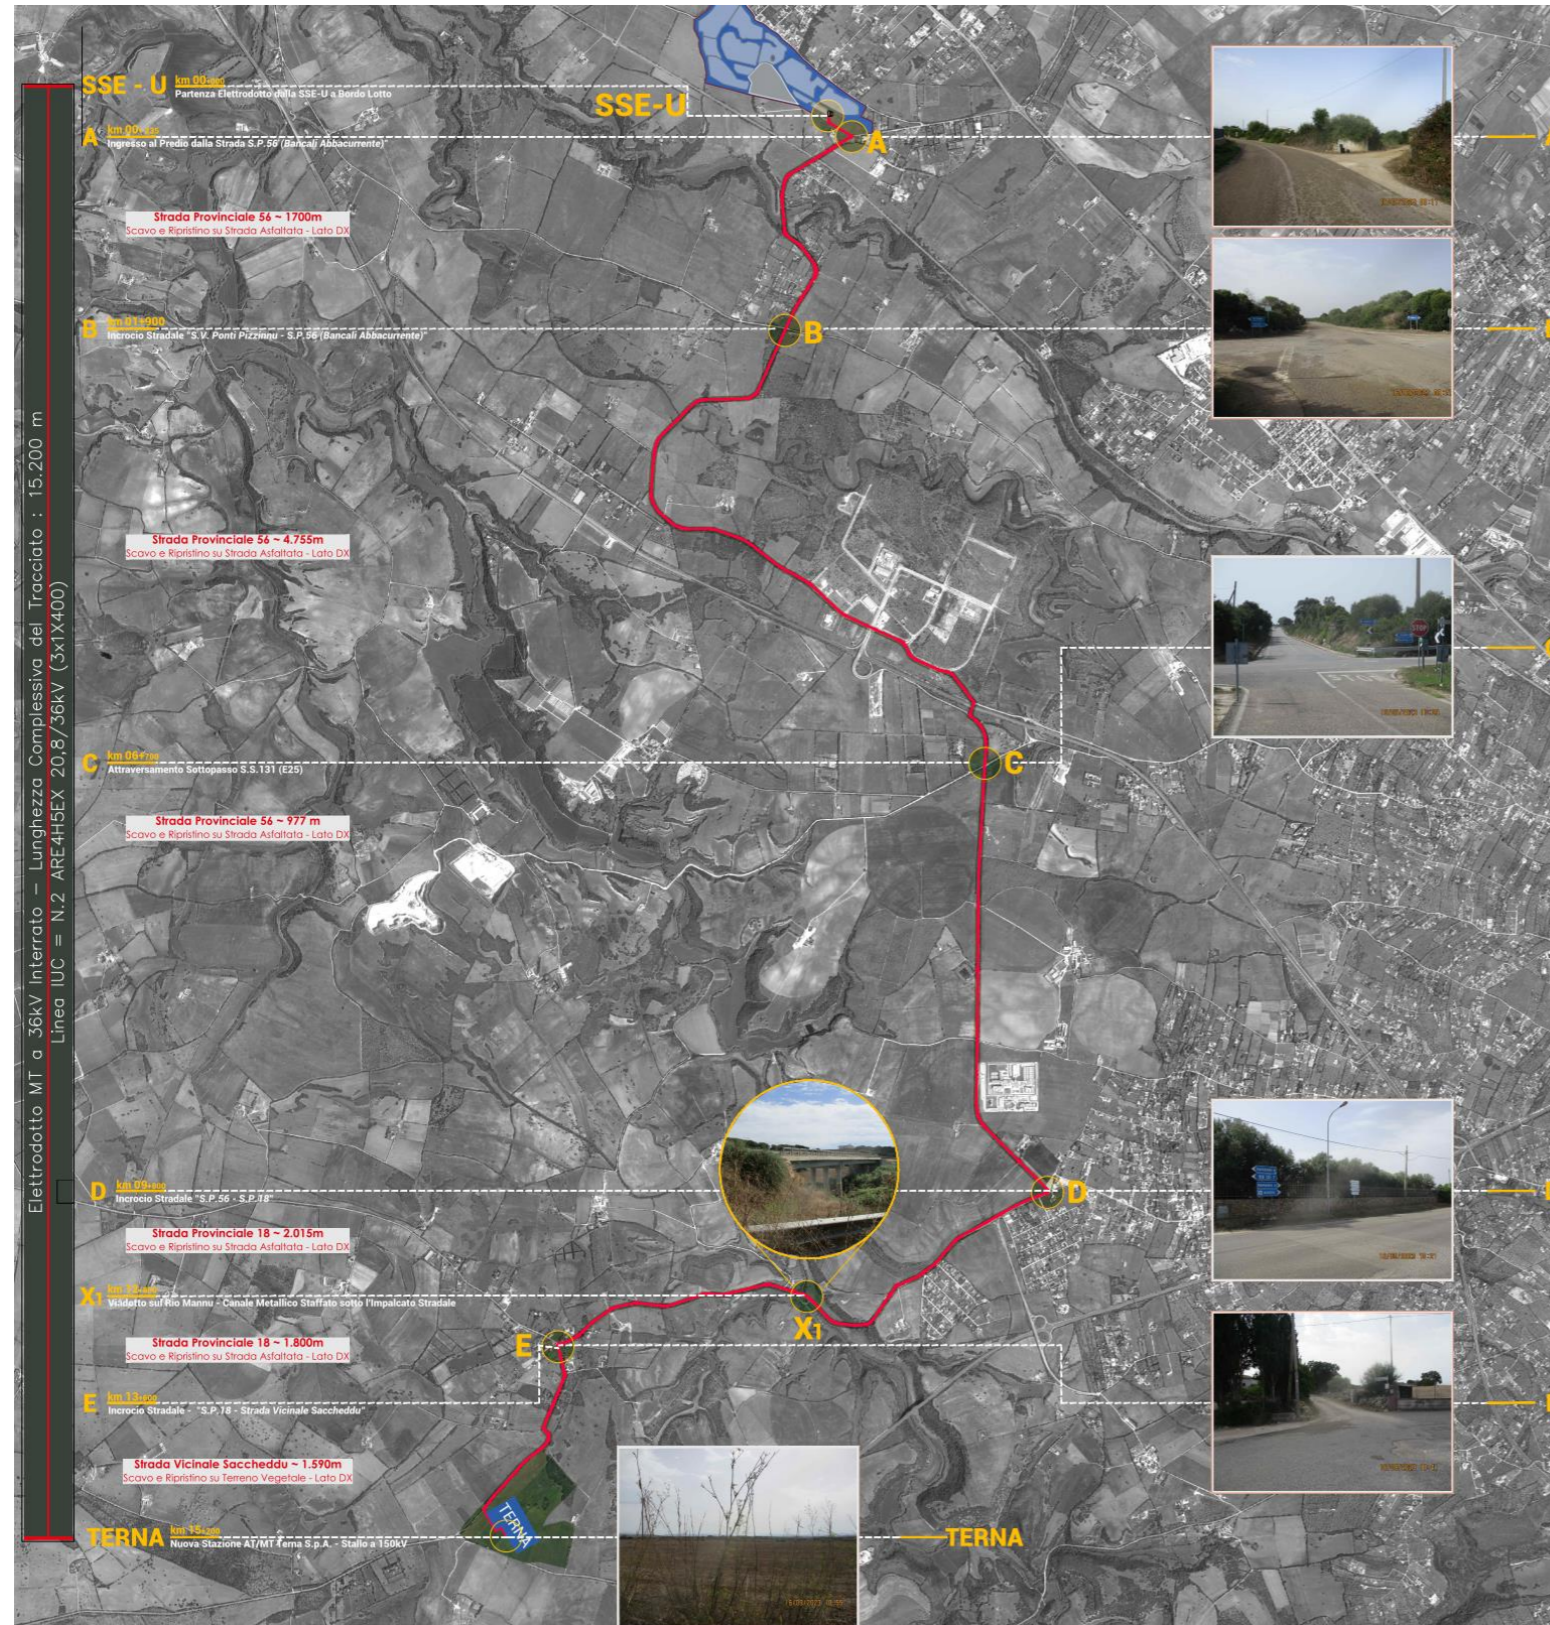 SSE - U km 00+000
Partenza Elettrodotto dalla SSE-U a Bordo Lotto
SSE-U
A km 00+235
Ingresso al Predio dalla Strada S.P.56 (Bancali Abbacurrente)"
A
Strada Provinciale 56 ~ 1700m
Scavo e Ripristino su Strada Asfaltata - Lato DX
B km 01+900
Incrocio Stradale "S.V. Ponti Pizzinnu - S.P.56 (Bancali Abbacurrente)"
B
Strada Provinciale 56 ~ 4.755m
Scavo e Ripristino su Strada Asfaltata - Lato DX
Elettrodotto MT a 36kV Interrato – Lunghezza Complessiva del Tracciato : 15.200 m
Linea IUC = N.2 ARE4H5EX 20,8/36kV (3x1X400)
STOP
STOP
C km 06+700
Attraversamento Sottopasso S.S.131 (E25)
C
Strada Provinciale 56 ~ 977 m
Scavo e Ripristino su Strada Asfaltata - Lato DX
D
Incrocio Stradale "S.P.56 - S.P.18"
D
Strada Provinciale 18 ~ 2.015m
Scavo e Ripristino su Strada Asfaltata - Lato DX
X1
Viadotto sul Rio Mannu - Canale Metallico Staffato sotto l'Impalcato Stradale
X1
Strada Provinciale 18 ~ 1.800m
Scavo e Ripristino su Strada Asfaltata - Lato DX
E
E
Incrocio Stradale - "S.P.18 - Strada Vicinale Saccheddu"
Strada Vicinale Saccheddu ~ 1.590m
Scavo e Ripristino su Terreno Vegetale - Lato DX
TERNA
TERNA km 15+200
Nuova Stazione AT/MT Terna S.p.A. - Stallo a 150kV
TERNA